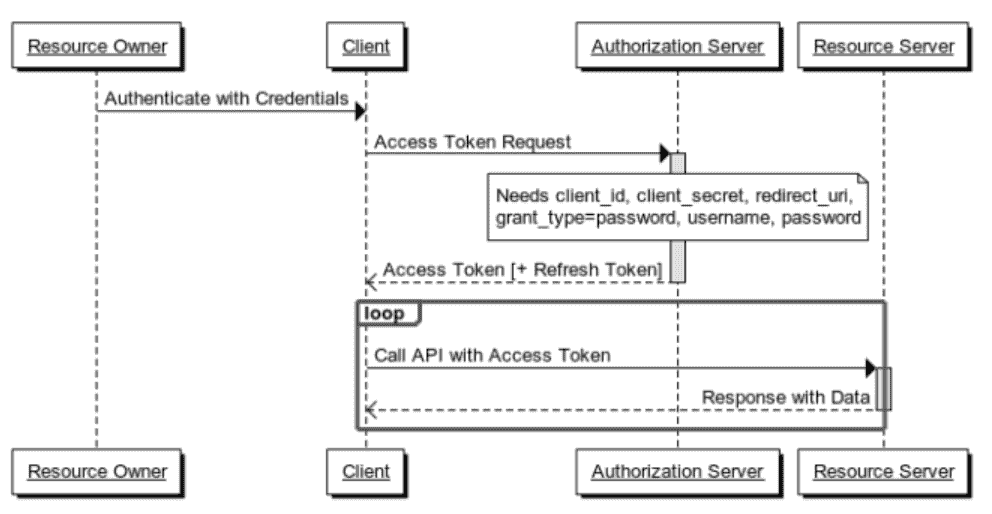 Resource Owner
Client
Authorization Server
Resource Server
Authenticate with Credentials
Access Token Request
Needs client_id, client_secret, redirect_uri,
grant_type=password, username, password
Access Token [+ Refresh Token]
loop
Call API with Access Token
Response with Data
Resource Owner
Client
Authorization Server
Resource Server